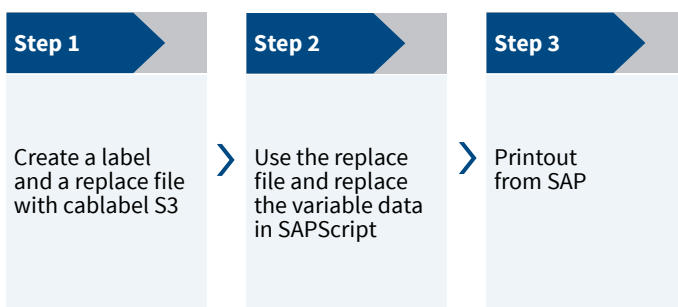 Step 1
Create a label
and a replace file
with cablabel S3
Step 2
Use the replace
file and replace
the variable data
in SAPScript
Step 3
Printout
from SAP